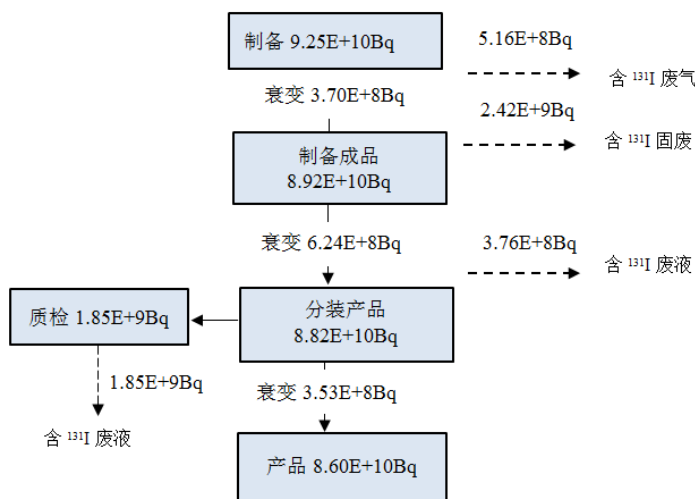 制备 9.25E+10Bq
5.16E+8Bq
含 ¹³¹I 废气
衰变 3.70E+8Bq
2.42E+9Bq
制备成品
8.92E+10Bq
含 ¹³¹I 固废
衰变 6.24E+8Bq
3.76E+8Bq
含 ¹³¹I 废液
质检 1.85E+9Bq
分装产品
8.82E+10Bq
1.85E+9Bq
衰变 3.53E+8Bq
含 ¹³¹I 废液
产品 8.60E+10Bq